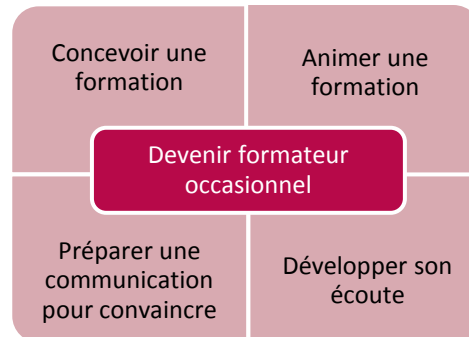 Concevoir une
formation
Animer une
formation
Devenir formateur
occasionnel
Préparer une
communication
pour convaincre
Développer son
écoute